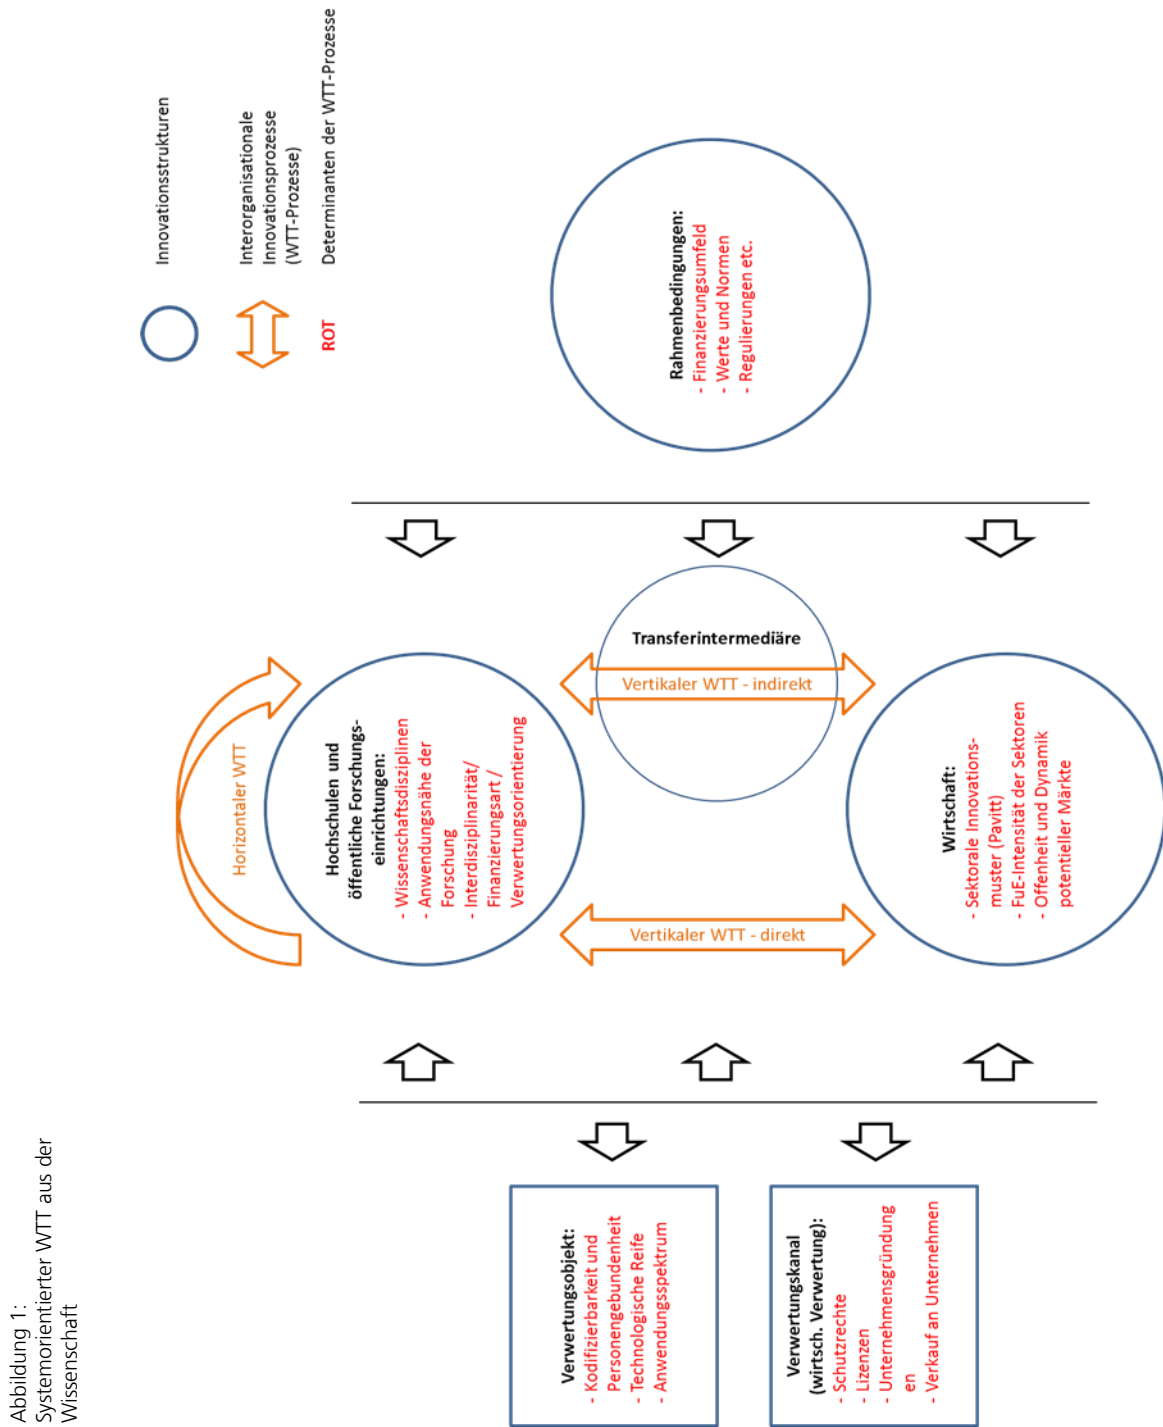 Abbildung 1:
Systemorientierter WTT aus der
Wissenschaft
Innovationsstrukturen
Interorganisationale
Innovationsprozesse
(WTT-Prozesse)
ROT
Determinanten der WTT-Prozesse
Horizontaler WTT
Hochschulen und
öffentliche Forschungs-
einrichtungen:
- Wissenschaftsdisziplinen
- Anwendungsnähe der
Forschung
- Interdisziplinarität/
Finanzierungsart /
Verwertungsorientierung
Vertikaler WTT - direkt
Transferintermediäre
Vertikaler WTT - indirekt
Wirtschaft:
- Sektorale Innovations-
muster (Pavitt)
- FuE-Intensität der Sektoren
- Offenheit und Dynamik
potentieller Märkte
Rahmenbedingungen:
- Finanzierungsumfeld
- Werte und Normen
- Regulierungen etc.
Verwertungsobjekt:
- Kodifizierbarkeit und
Personengebundenheit
- Technologische Reife
- Anwendungsspektrum
Verwertungskanal
(wirtsch. Verwertung):
- Schutzrechte
- Lizenzen
- Unternehmensgründung
en
- Verkauf an Unternehmen